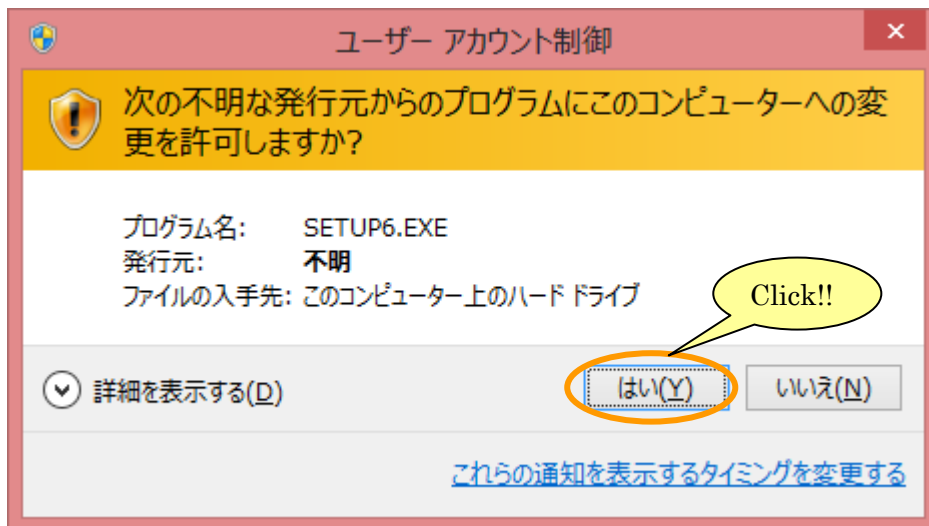 ユーザー アカウント制御
次の不明な発行元からのプログラムにこのコンピューターへの変
更を許可しますか?
プログラム名: SETUP6.EXE
発行元: 不明
ファイルの入手先: このコンピューター上のハード ドライブ
Click!!
詳細を表示する(D)
はい(Y)
いいえ(N)
これらの通知を表示するタイミングを変更する